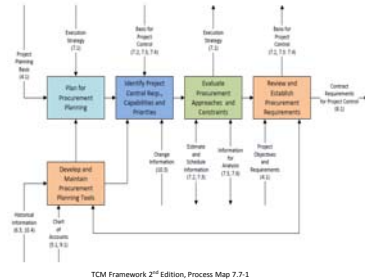 Execution
Strategy
(7.1)
Basis for
Project
Control
(7.2, 7.3, 7.6)
Execution
Strategy
(7.1)
Basis for
Project
Control
(7.2, 7.3, 7.4)
Project
Planning
Basis
(4.1)
Plan for
Procurement
Planning
Identify Project
Control Req.,
Capabilities and
Priorities
Evaluate
Procurement
Approaches and
Constraints
Review and
Establish
Procurement
Requirements
Contract
Requirements
for Project Control
(8.1)
Develop and
Maintain
Procurement
Planning Tools
Change
Information
(10.3)
Estimate
and
Schedule
Information
(7.2, 7.3)
Information
for
Analysis
(7.5, 7.6)
Project
Objectives and
Requirements
(4.1)
Historical
Information
(6.3, 10.4)
Chart
of
Accounts
(5.1, 9.1)
TCM Framework 2nd Edition, Process Map 7.7-1